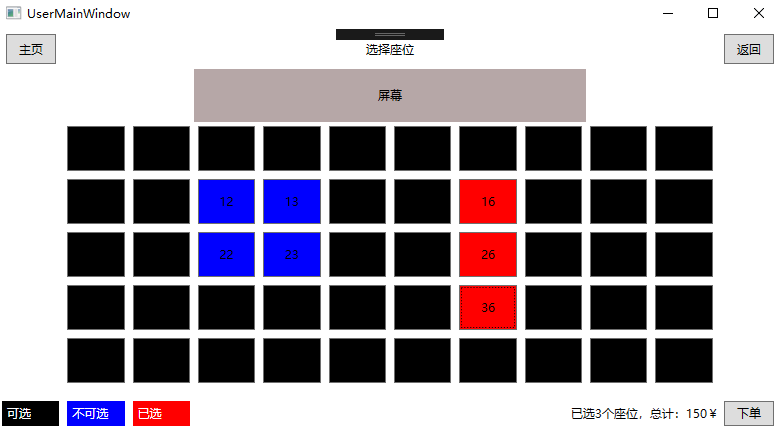 UserMainWindow
主页
选择座位
返回
屏幕
12 13 16
22 23 26
36
可选 不可选 已选 已选3个座位，总计：150￥ 下单